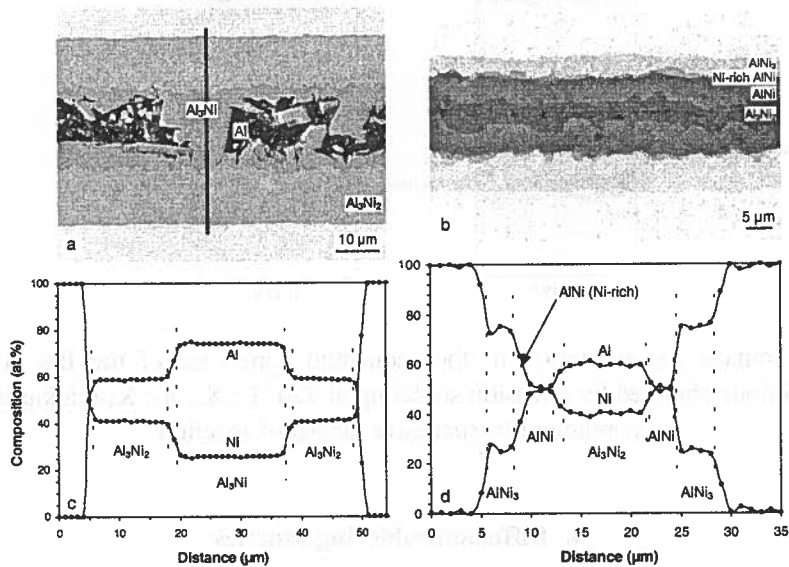 Al₃Ni
Al
Al₃Ni₂
a
10 µm
AlNi₃
Ni-rich AlNi
AlNi
b
5 µm
100
80
60
40
20
0
Composition (at.%)
Al
Ni
Al₃Ni₂
Al₃Ni
Al₃Ni₂
c
0 10 20 30 40 50
Distance (µm)
100
80
60
40
20
0
AlNi (Ni-rich)
Al
Ni
AlNi
Al₃Ni₂
AlNi
AlNi₃
AlNi₃
d
0 5 10 15 20 25 30 35
Distance (µm)